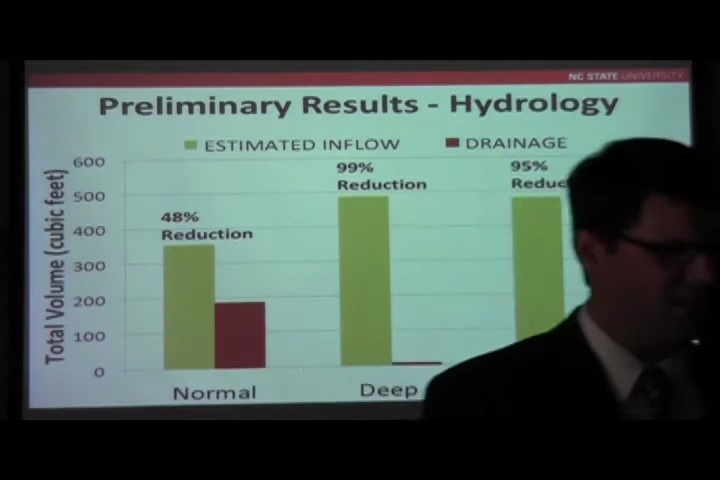 NC STATE UNIVERSITY
Preliminary Results - Hydrology
ESTIMATED INFLOW DRAINAGE
Total Volume (cubic feet)
600
500
400
300
200
100
0
48%
Reduction
99%
Reduction
95%
Reduc
Normal
Deep